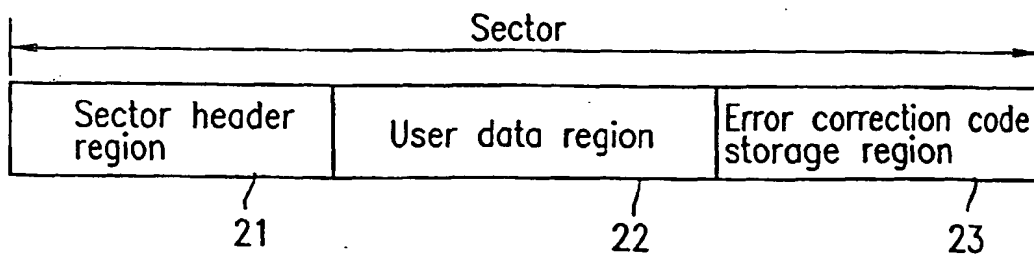 Sector
Sector header
region
User data region
Error correction code
storage region
21
22
23